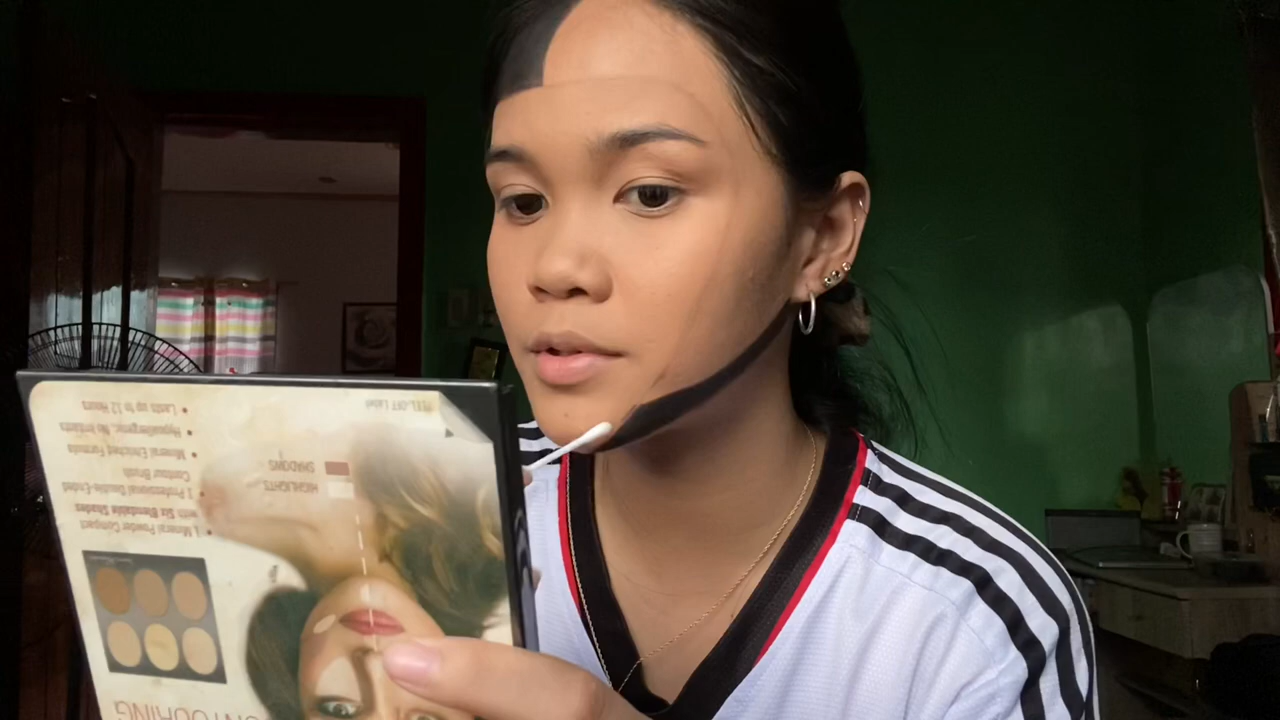 NTOURING
• 1 Mineral Powder Compact
with Six Blendable Shades
• 1 Professional Double-Ended
Contour Brush
• Mineral Enriched Formula
• Hypoallergenic, No Irritants
• Lasts up to 12 Hours
HIGHLIGHTS
SHADOWS
PEEL-OFF Label